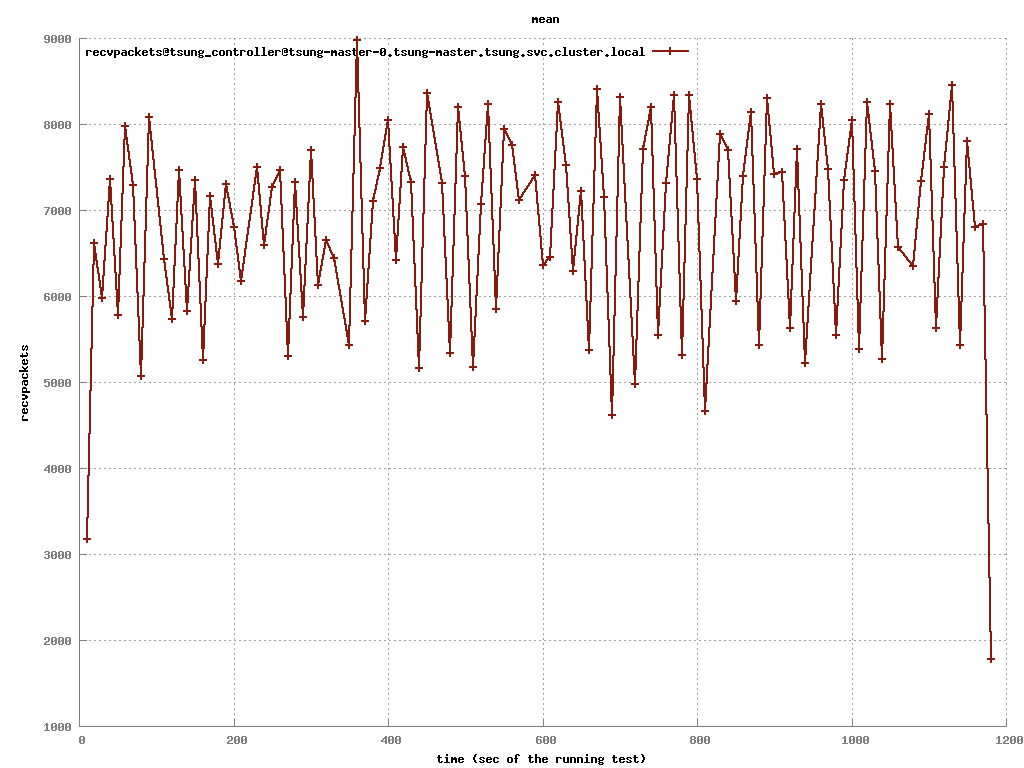 mean
recvpackets@tsung_controller@tsung-master-0.tsung-master.tsung.svc.cluster.local
9000
8000
7000
6000
5000
4000
3000
2000
1000
recvpackets
0 200 400 600 800 1000 1200
time (sec of the running test)